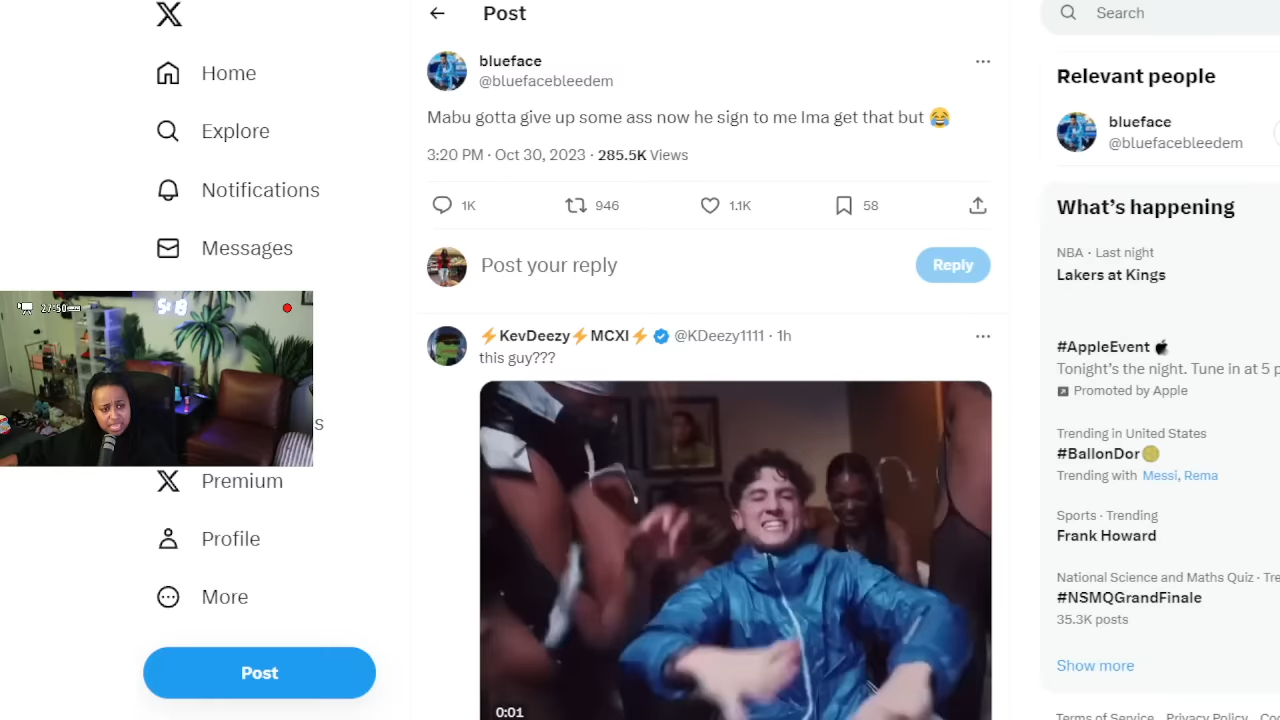 Post
Search
Home
Explore
Notifications
Messages
27:50
5:18
s
Premium
Profile
More
Post
blueface
@bluefacebleedem
Mabu gotta give up some ass now he sign to me Ima get that but 😂
3:20 PM · Oct 30, 2023 · 285.5K Views
1K 946 1.1K 58
Post your reply
Reply
⚡KevDeezy⚡MCXI⚡ @KDeezy1111 · 1h
this guy???
0:01
Relevant people
blueface
@bluefacebleedem
What’s happening
NBA · Last night
Lakers at Kings
#AppleEvent
Tonight’s the night. Tune in at 5 p
Promoted by Apple
Trending in United States
#BallonDor
Trending with Messi, Rema
Sports · Trending
Frank Howard
National Science and Maths Quiz · Tre
#NSMQGrandFinale
35.3K posts
Show more
Terms of Service Privacy Policy Coo